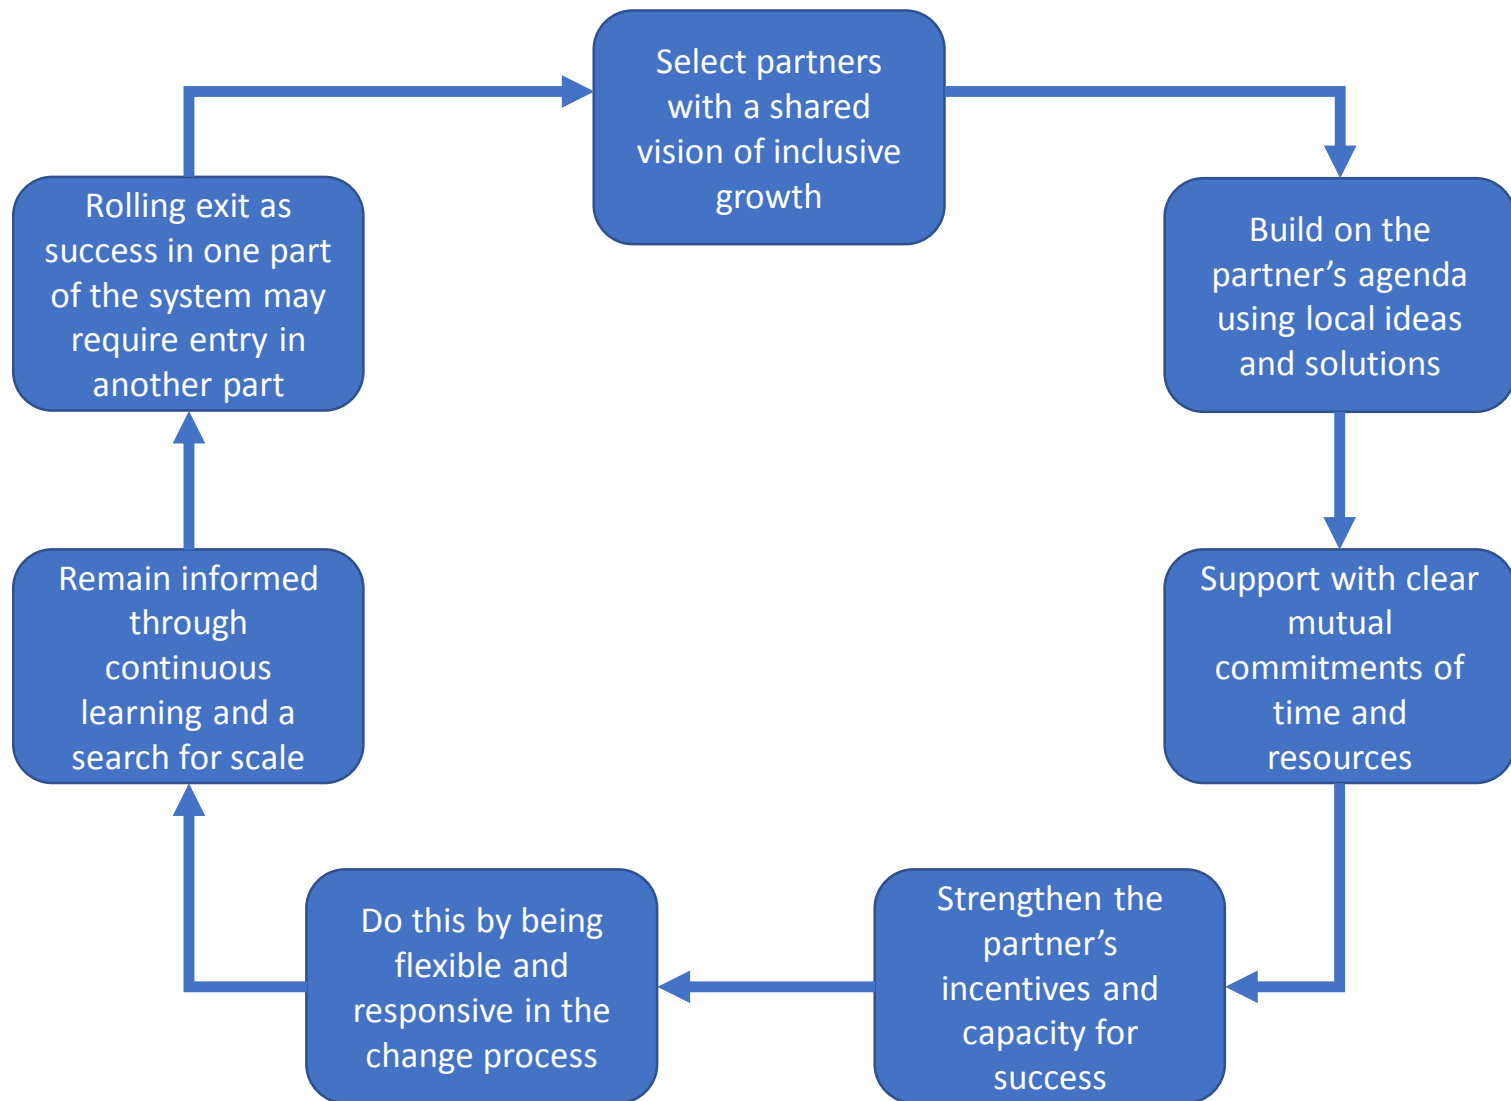 Select partners
with a shared
vision of inclusive
growth
Build on the
partner’s agenda
using local ideas
and solutions
Support with clear
mutual
commitments of
time and
resources
Strengthen the
partner’s
incentives and
capacity for
success
Do this by being
flexible and
responsive in the
change process
Remain informed
through
continuous
learning and a
search for scale
Rolling exit as
success in one part
of the system may
require entry in
another part